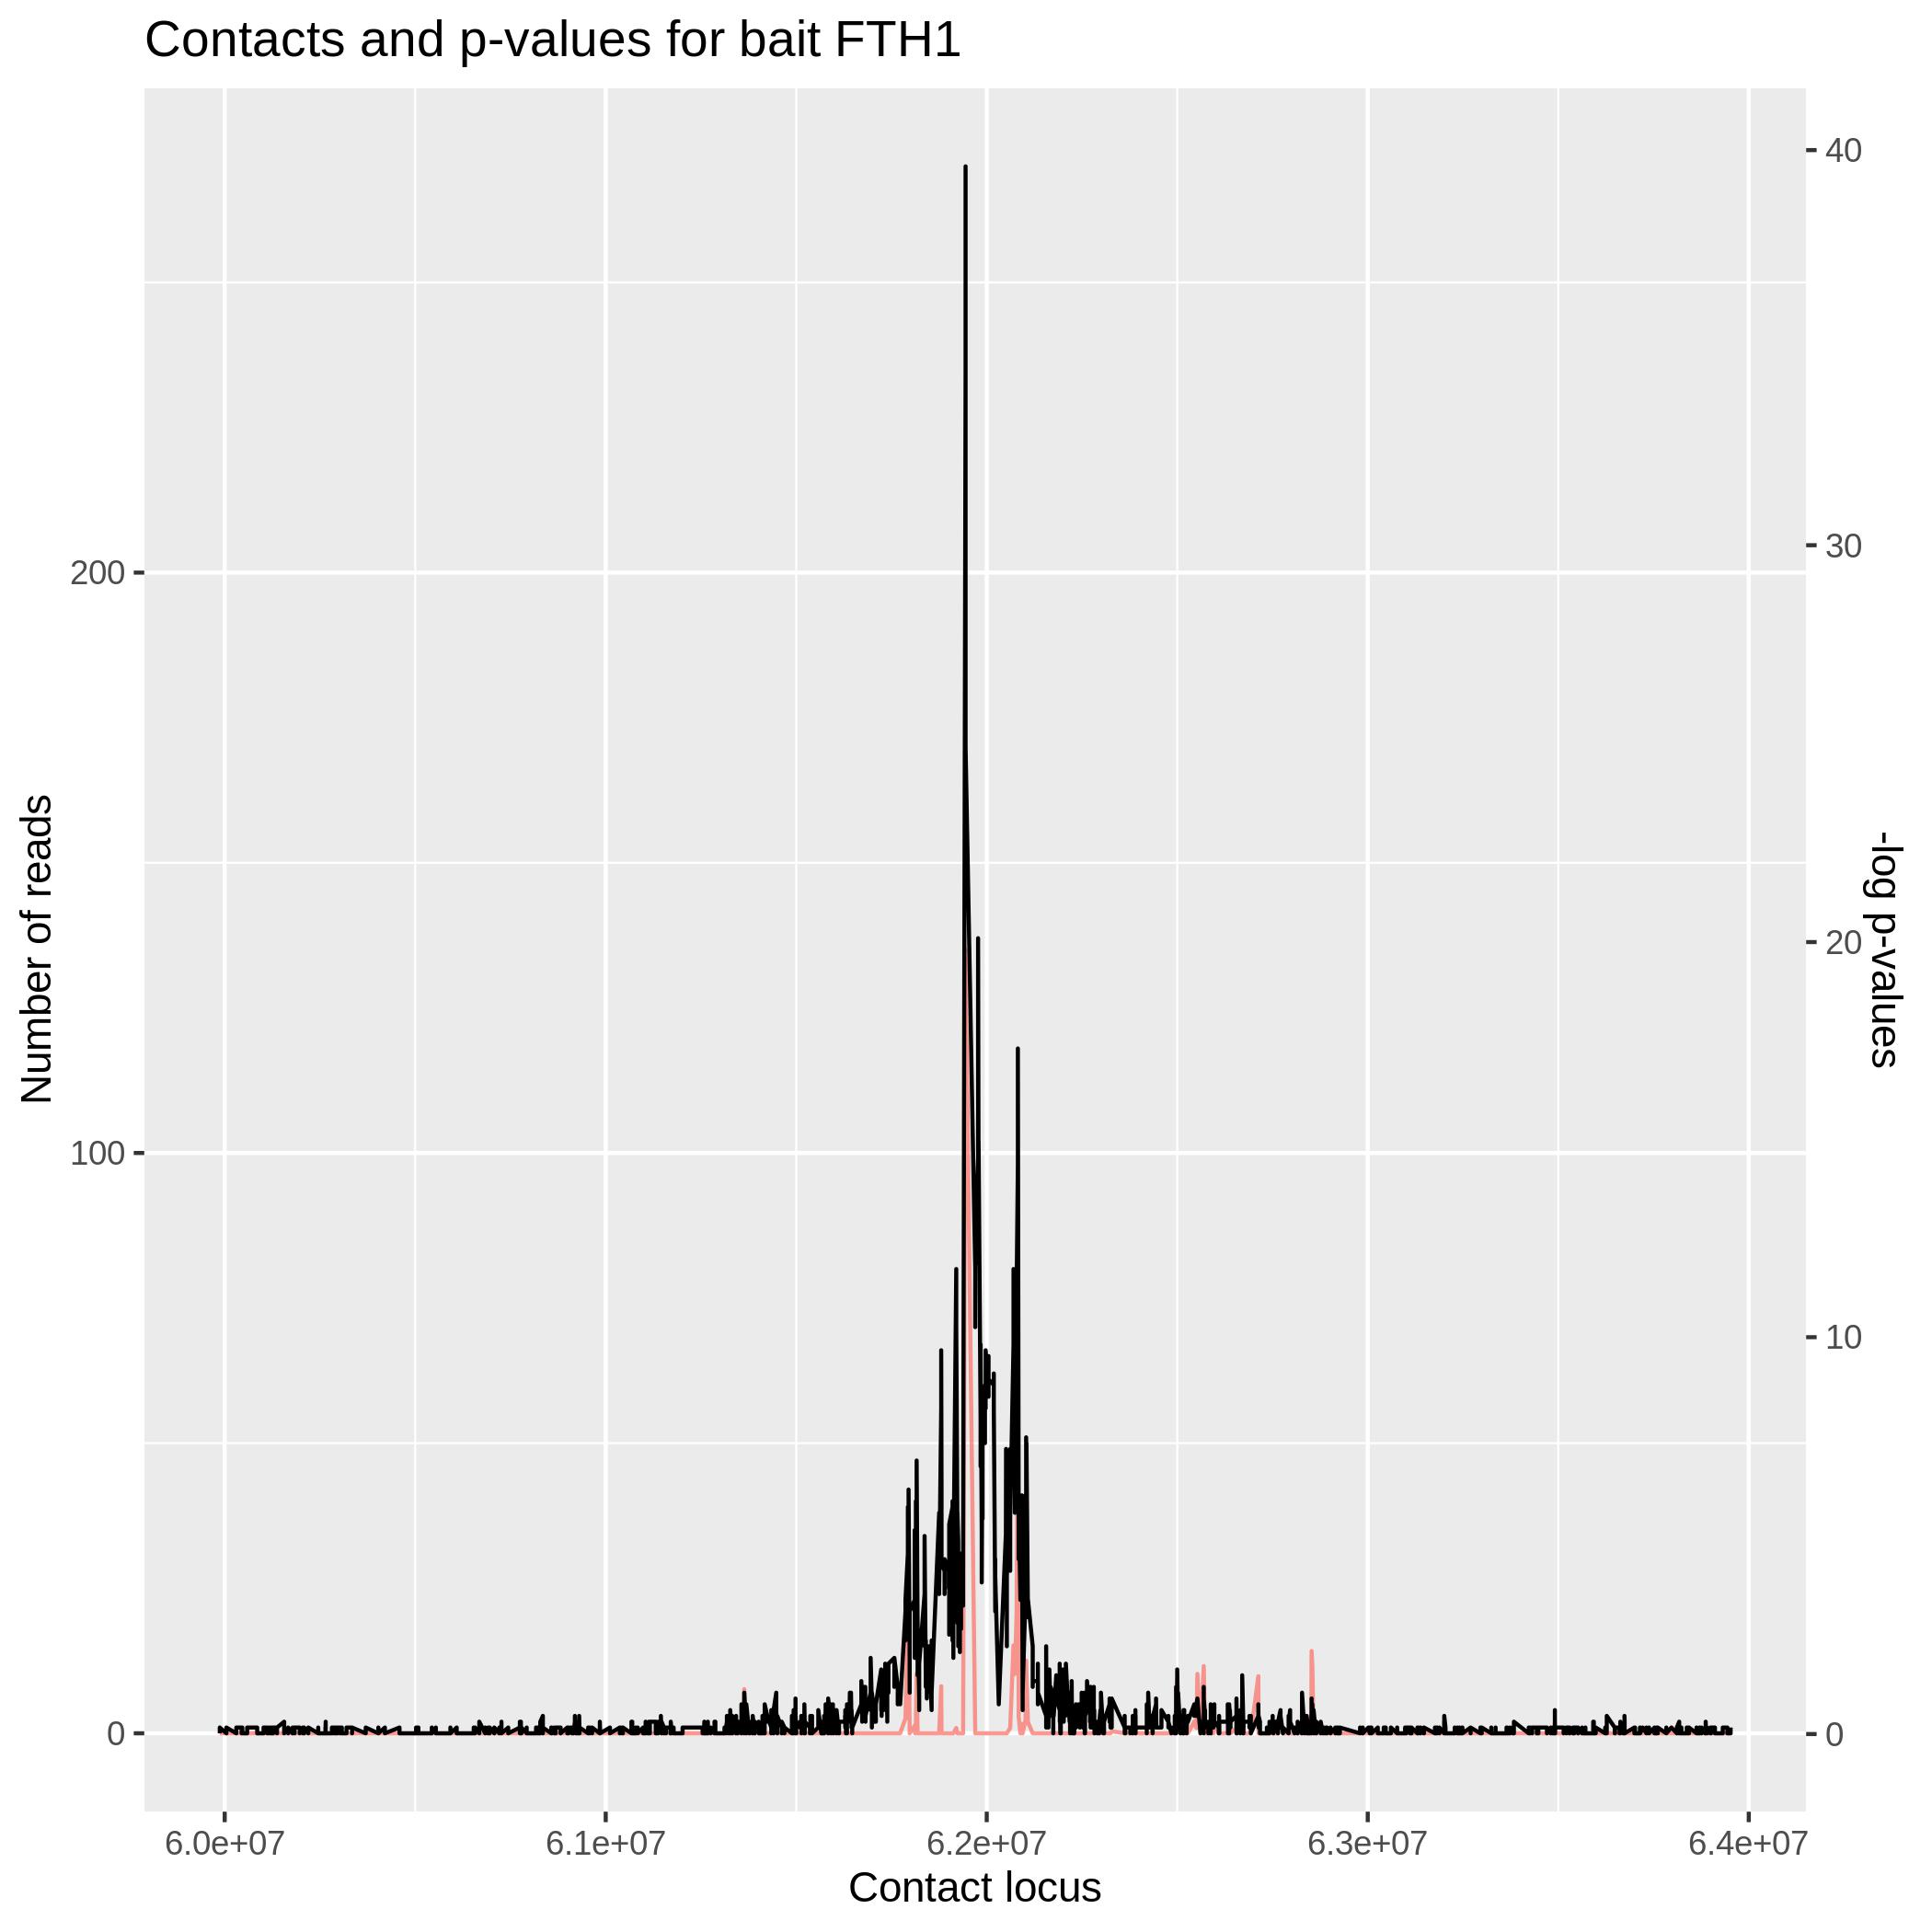 Contacts and p-values for bait FTH1
Number of reads
200
100
0
40
30
20
10
0
-log p-values
6.0e+07 6.1e+07 6.2e+07 6.3e+07 6.4e+07
Contact locus